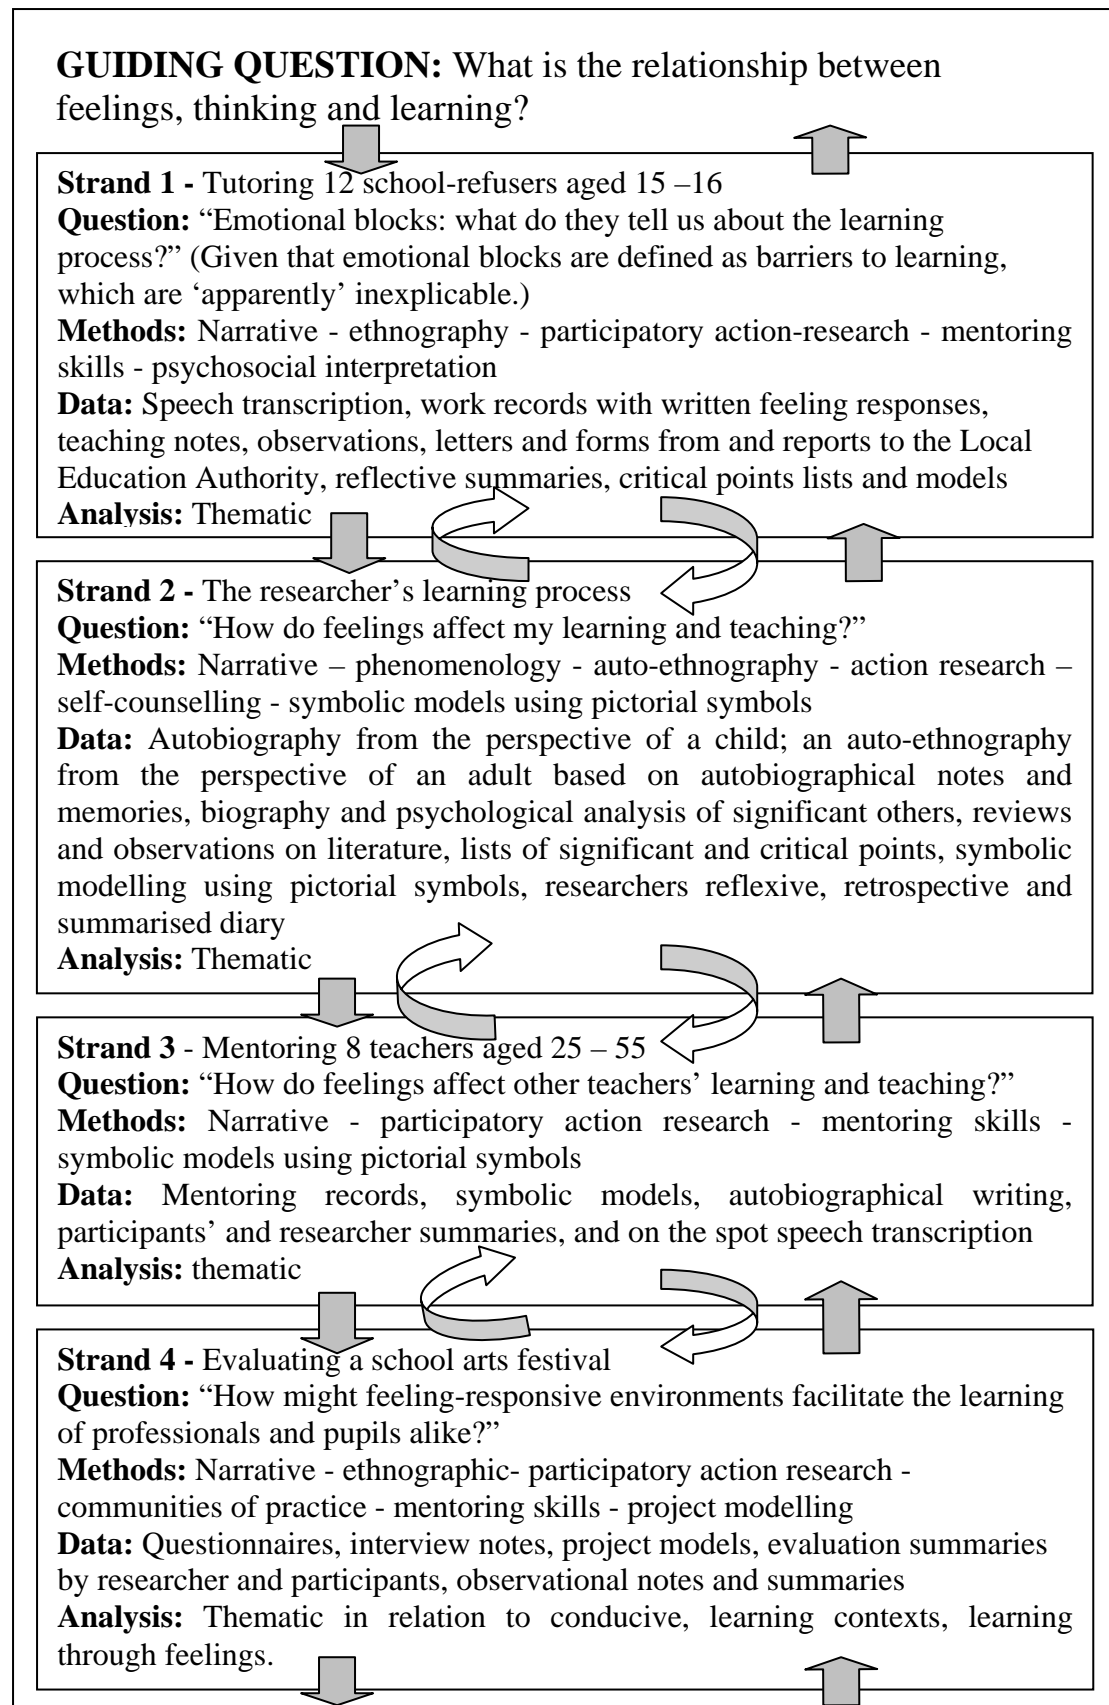 GUIDING QUESTION: What is the relationship between
feelings, thinking and learning?
Strand 1 - Tutoring 12 school-refusers aged 15 –16
Question: “Emotional blocks: what do they tell us about the learning
process?” (Given that emotional blocks are defined as barriers to learning,
which are ‘apparently’ inexplicable.)
Methods: Narrative - ethnography - participatory action-research - mentoring
skills - psychosocial interpretation
Data: Speech transcription, work records with written feeling responses,
teaching notes, observations, letters and forms from and reports to the Local
Education Authority, reflective summaries, critical points lists and models
Analysis: Thematic
Strand 2 - The researcher’s learning process
Question: “How do feelings affect my learning and teaching?”
Methods: Narrative – phenomenology - auto-ethnography - action research –
self-counselling - symbolic models using pictorial symbols
Data: Autobiography from the perspective of a child; an auto-ethnography
from the perspective of an adult based on autobiographical notes and
memories, biography and psychological analysis of significant others, reviews
and observations on literature, lists of significant and critical points, symbolic
modelling using pictorial symbols, researchers reflexive, retrospective and
summarised diary
Analysis: Thematic
Strand 3 - Mentoring 8 teachers aged 25 – 55
Question: “How do feelings affect other teachers’ learning and teaching?”
Methods: Narrative - participatory action research - mentoring skills -
symbolic models using pictorial symbols
Data: Mentoring records, symbolic models, autobiographical writing,
participants’ and researcher summaries, and on the spot speech transcription
Analysis: thematic
Strand 4 - Evaluating a school arts festival
Question: “How might feeling-responsive environments facilitate the learning
of professionals and pupils alike?”
Methods: Narrative - ethnographic- participatory action research -
communities of practice - mentoring skills - project modelling
Data: Questionnaires, interview notes, project models, evaluation summaries
by researcher and participants, observational notes and summaries
Analysis: Thematic in relation to conducive, learning contexts, learning
through feelings.